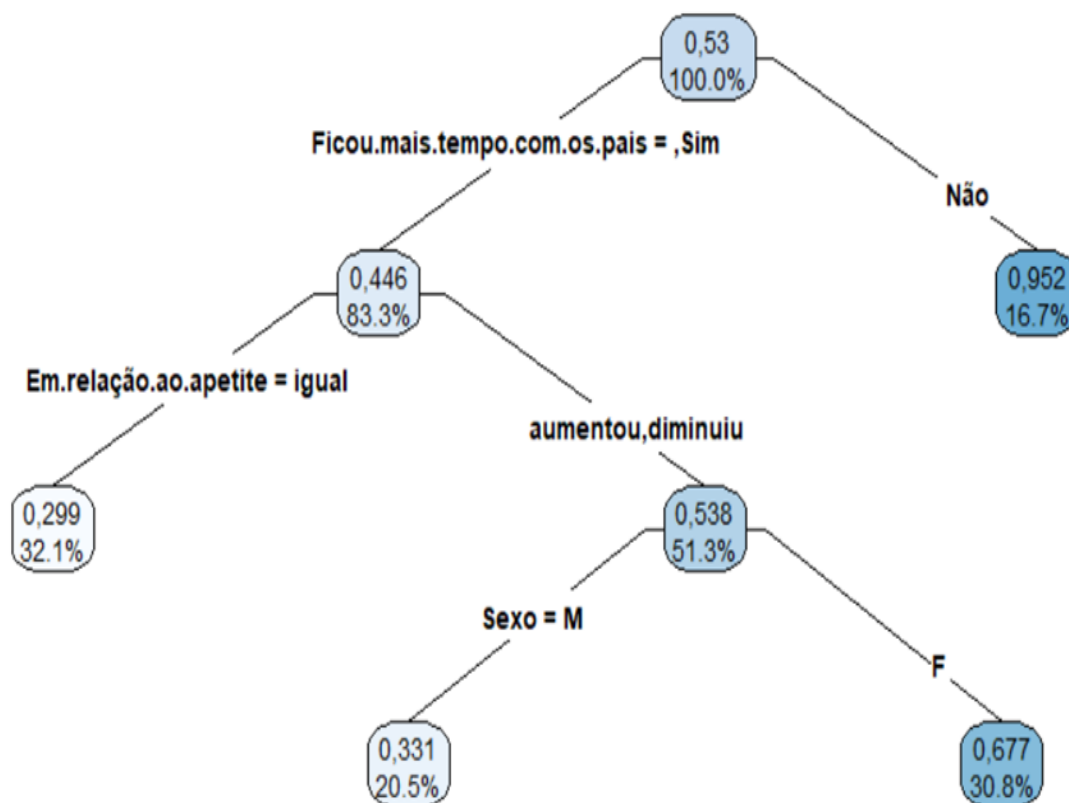 0,53
100.0%
Ficou.mais.tempo.com.os.pais = ,Sim
Não
0,446
83.3%
0,952
16.7%
Em.relação.ao.apetite = igual
aumentou,diminuiu
0,299
32.1%
0,538
51.3%
Sexo = M
F
0,331
20.5%
0,677
30.8%